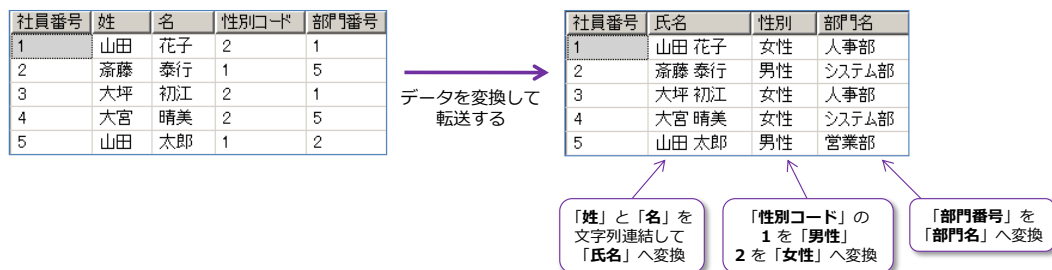 社員番号 姓 名 性別コード 部門番号
1 山田 花子 2 1
2 斎藤 泰行 1 5
3 大坪 初江 2 1
4 大宮 晴美 2 5
5 山田 太郎 1 2
データを変換して
転送する
社員番号 氏名 性別 部門名
1 山田 花子 女性 人事部
2 斎藤 泰行 男性 システム部
3 大坪 初江 女性 人事部
4 大宮 晴美 女性 システム部
5 山田 太郎 男性 営業部
「姓」と「名」を
文字列連結して
「氏名」へ変換
「性別コード」の
1 を「男性」
2 を「女性」へ変換
「部門番号」を
「部門名」へ変換